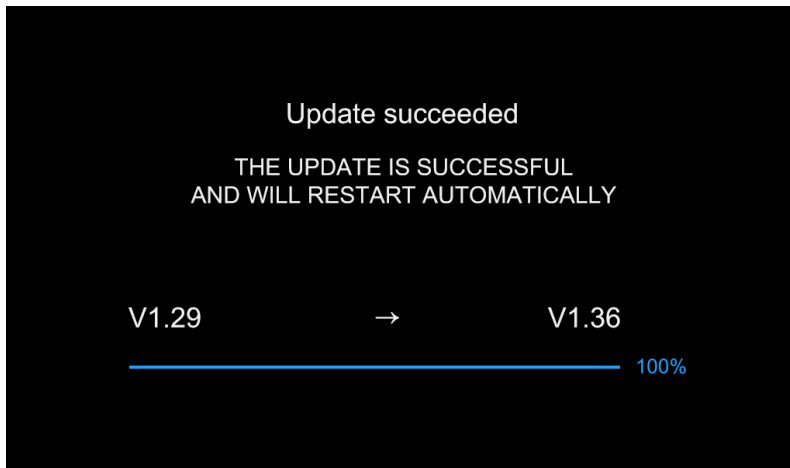 Update succeeded
THE UPDATE IS SUCCESSFUL
AND WILL RESTART AUTOMATICALLY
V1.29 → V1.36
100%